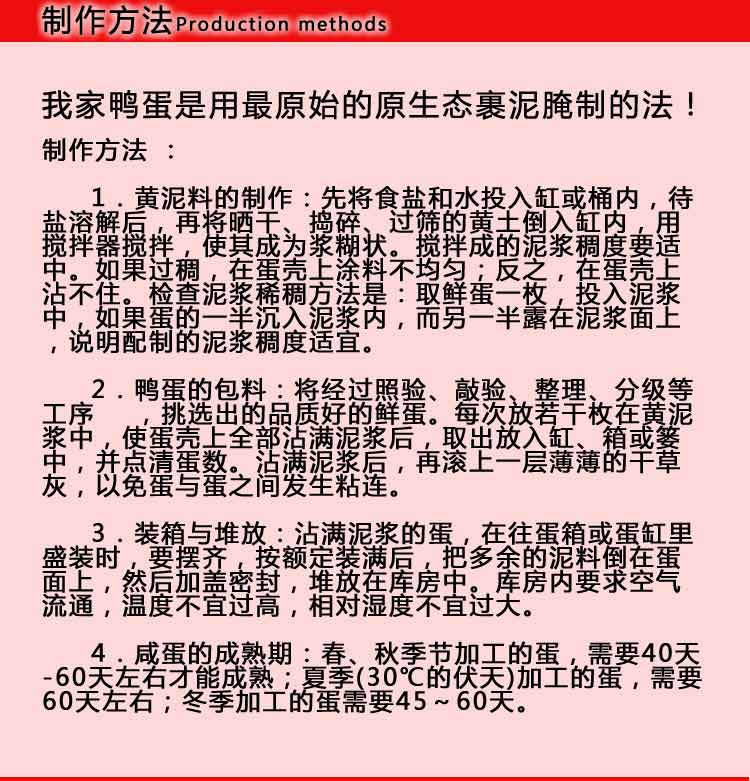 制作方法Production methods
我家鸭蛋是用最原始的原生态裹泥腌制的法！
制作方法 ：
1．黄泥料的制作：先将食盐和水投入缸或桶内，待
盐溶解后，再将晒干、捣碎、过筛的黄土倒入缸内，用
搅拌器搅拌，使其成为浆糊状。搅拌成的泥浆稠度要适
中。如果过稠，在蛋壳上涂料不均匀；反之，在蛋壳上
沾不住。检查泥浆稀稠方法是：取鲜蛋一枚，投入泥浆
中，如果蛋的一半沉入泥浆内，而另一半露在泥浆面上
，说明配制的泥浆稠度适宜。
2．鸭蛋的包料：将经过照验、敲验、整理、分级等
工序　　，挑选出的品质好的鲜蛋。每次放若干枚在黄泥
浆中，使蛋壳上全部沾满泥浆后，取出放入缸、箱或篓
中，并点清蛋数。沾满泥浆后，再滚上一层薄薄的干草
灰，以免蛋与蛋之间发生粘连。
3．装箱与堆放：沾满泥浆的蛋，在往蛋箱或蛋缸里
盛装时，要摆齐，按额定装满后，把多余的泥料倒在蛋
面上，然后加盖密封，堆放在库房中。库房内要求空气
流通，温度不宜过高，相对湿度不宜过大。
4．咸蛋的成熟期：春、秋季节加工的蛋，需要40天
-60天左右才能成熟；夏季(30℃的伏天)加工的蛋，需要
60天左右；冬季加工的蛋需要45～60天。